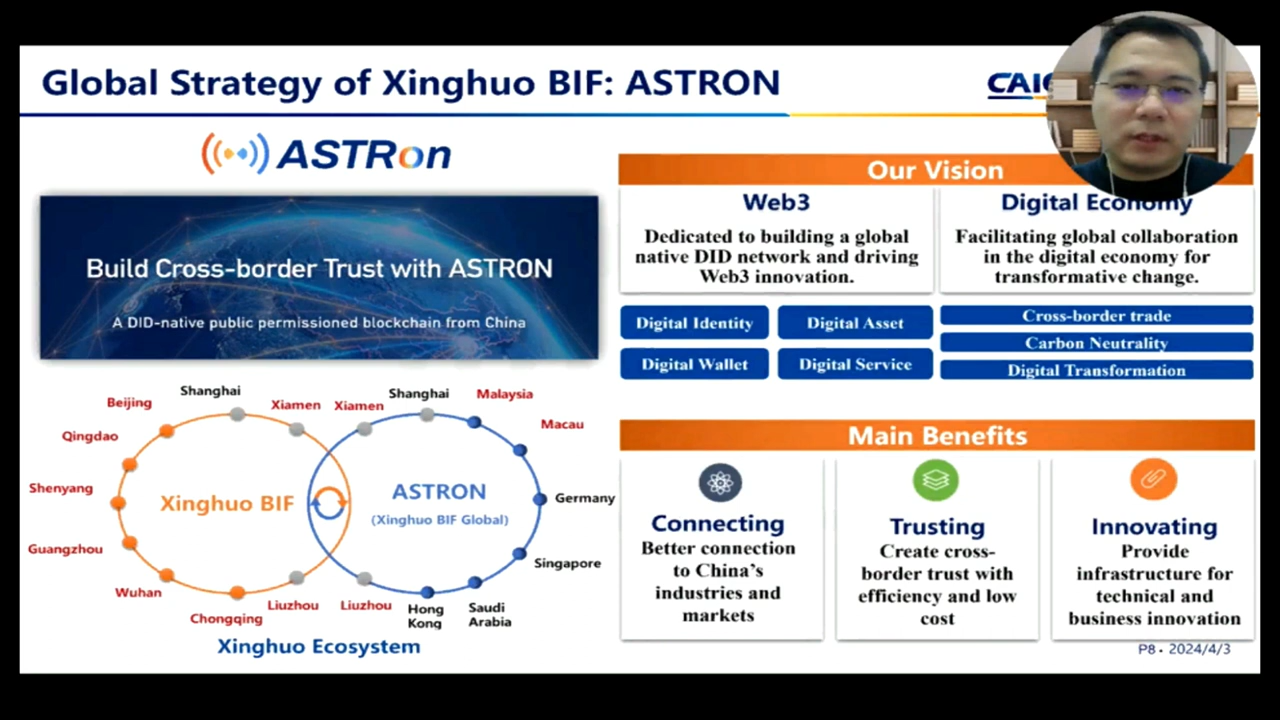 Global Strategy of Xinghuo BIF: ASTRON
ASTRon
Build Cross-border Trust with ASTRON
A DID-native public permissioned blockchain from China
Shanghai
Beijing
Xiamen
Qingdao
Shenyang
Guangzhou
Wuhan
Chongqing
Liuzhou
Xinghuo BIF
Xiamen
Shanghai
Malaysia
Macau
Germany
Singapore
Saudi
Arabia
Hong
Kong
Liuzhou
ASTRON
(Xinghuo BIF Global)
Xinghuo Ecosystem
Our Vision
Web3
Dedicated to building a global
native DID network and driving
Web3 innovation.
Digital Economy
Facilitating global collaboration
in the digital economy for
transformative change.
Digital Identity
Digital Asset
Digital Wallet
Digital Service
Cross-border trade
Carbon Neutrality
Digital Transformation
Main Benefits
Connecting
Better connection
to China's
industries and
markets
Trusting
Create cross-
border trust with
efficiency and low
cost
Innovating
Provide
infrastructure for
technical and
business innovation
P8 • 2024/4/3